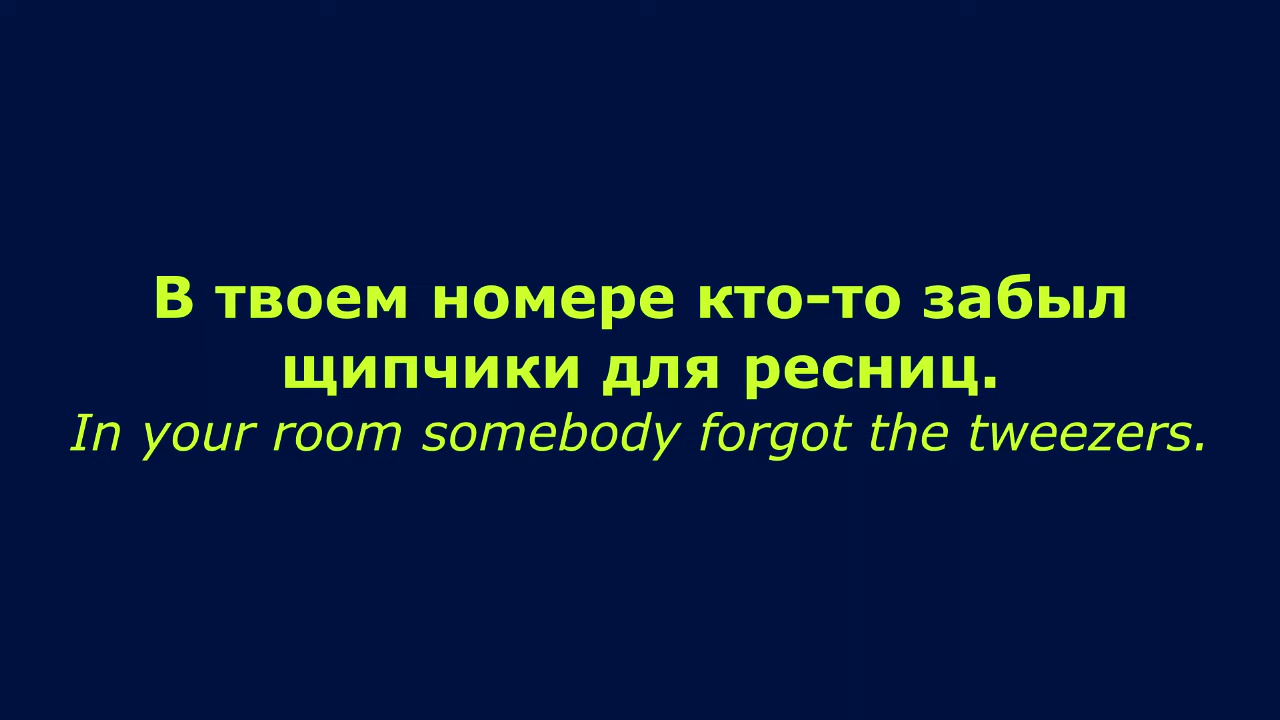 В твоем номере кто-то забыл
щипчики для ресниц.
In your room somebody forgot the tweezers.